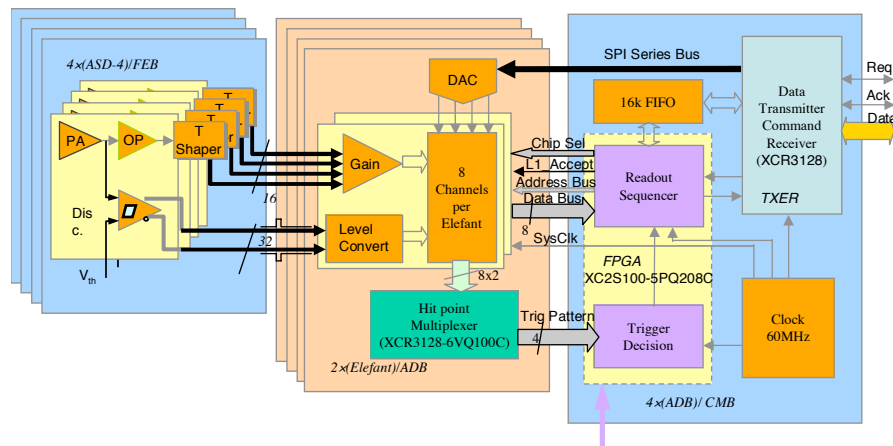 4×(ASD-4)/FEB
PA
OP
T
T
T
T
Shaper
Dis
c.
V th
16
32
DAC
Gain
8
Channels
per
Elefant
Level
Convert
8x2
Hit point
Multiplexer
(XCR3128-6VQ100C)
2×(Elefant)/ADB
SPI Series Bus
Chip Sel
L1_Accept
Address Bus
Data Bus
8
SysClk
Trig Pattern
4
16k FIFO
Readout
Sequencer
FPGA
XC2S100-5PQ208C
Trigger
Decision
Data
Transmitter
Command
Receiver
(XCR3128)
TXER
Clock
60MHz
4×(ADB)/ CMB
Req
Ack
Date